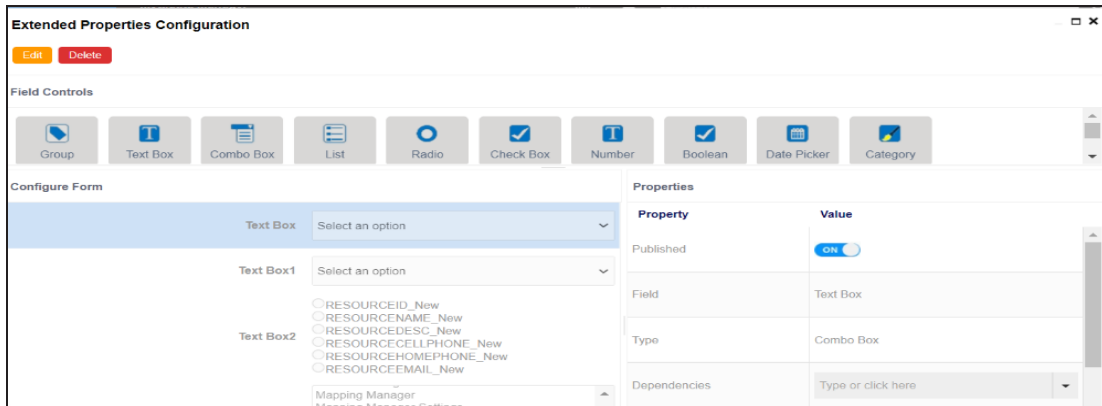 Extended Properties Configuration
Edit Delete
Field Controls
Group Text Box Combo Box List Radio Check Box Number Boolean Date Picker Category
Configure Form
Text Box Select an option
Text Box1 Select an option
Text Box2
RESOURCEID_New
RESOURCENAME_New
RESOURCEDESC_New
RESOURCECELLPHONE_New
RESOURCEHOMEPHONE_New
RESOURCEEMAIL_New
Mapping Manager
Mapping Manager Settings
Properties
Property Value
Published ON
Field Text Box
Type Combo Box
Dependencies Type or click here